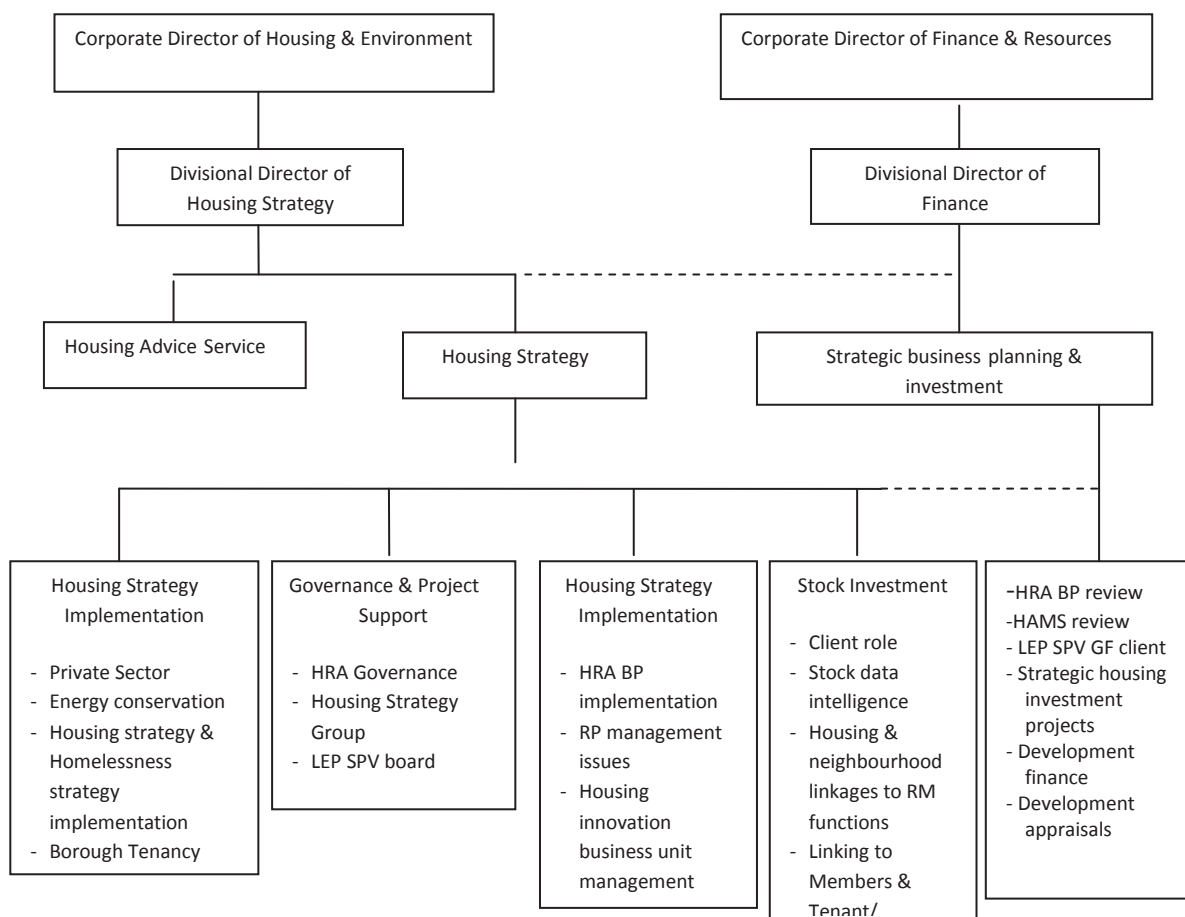 Corporate Director of Housing & Environment
Corporate Director of Finance & Resources
Divisional Director of
Housing Strategy
Divisional Director of
Finance
Housing Advice Service
Housing Strategy
Strategic business planning &
investment
Housing Strategy
Implementation
- Private Sector
- Energy conservation
- Housing strategy &
Homelessness
strategy
implementation
- Borough Tenancy
Governance & Project
Support
- HRA Governance
- Housing Strategy
Group
- LEP SPV board
Housing Strategy
Implementation
- HRA BP
implementation
- RP management
issues
- Housing
innovation
business unit
management
Stock Investment
- Client role
- Stock data
intelligence
- Housing &
neighbourhood
linkages to RM
functions
- Linking to
Members &
Tenant/
-HRA BP review
-HAMS review
- LEP SPV GF client
- Strategic housing
investment
projects
- Development
finance
- Development
appraisals